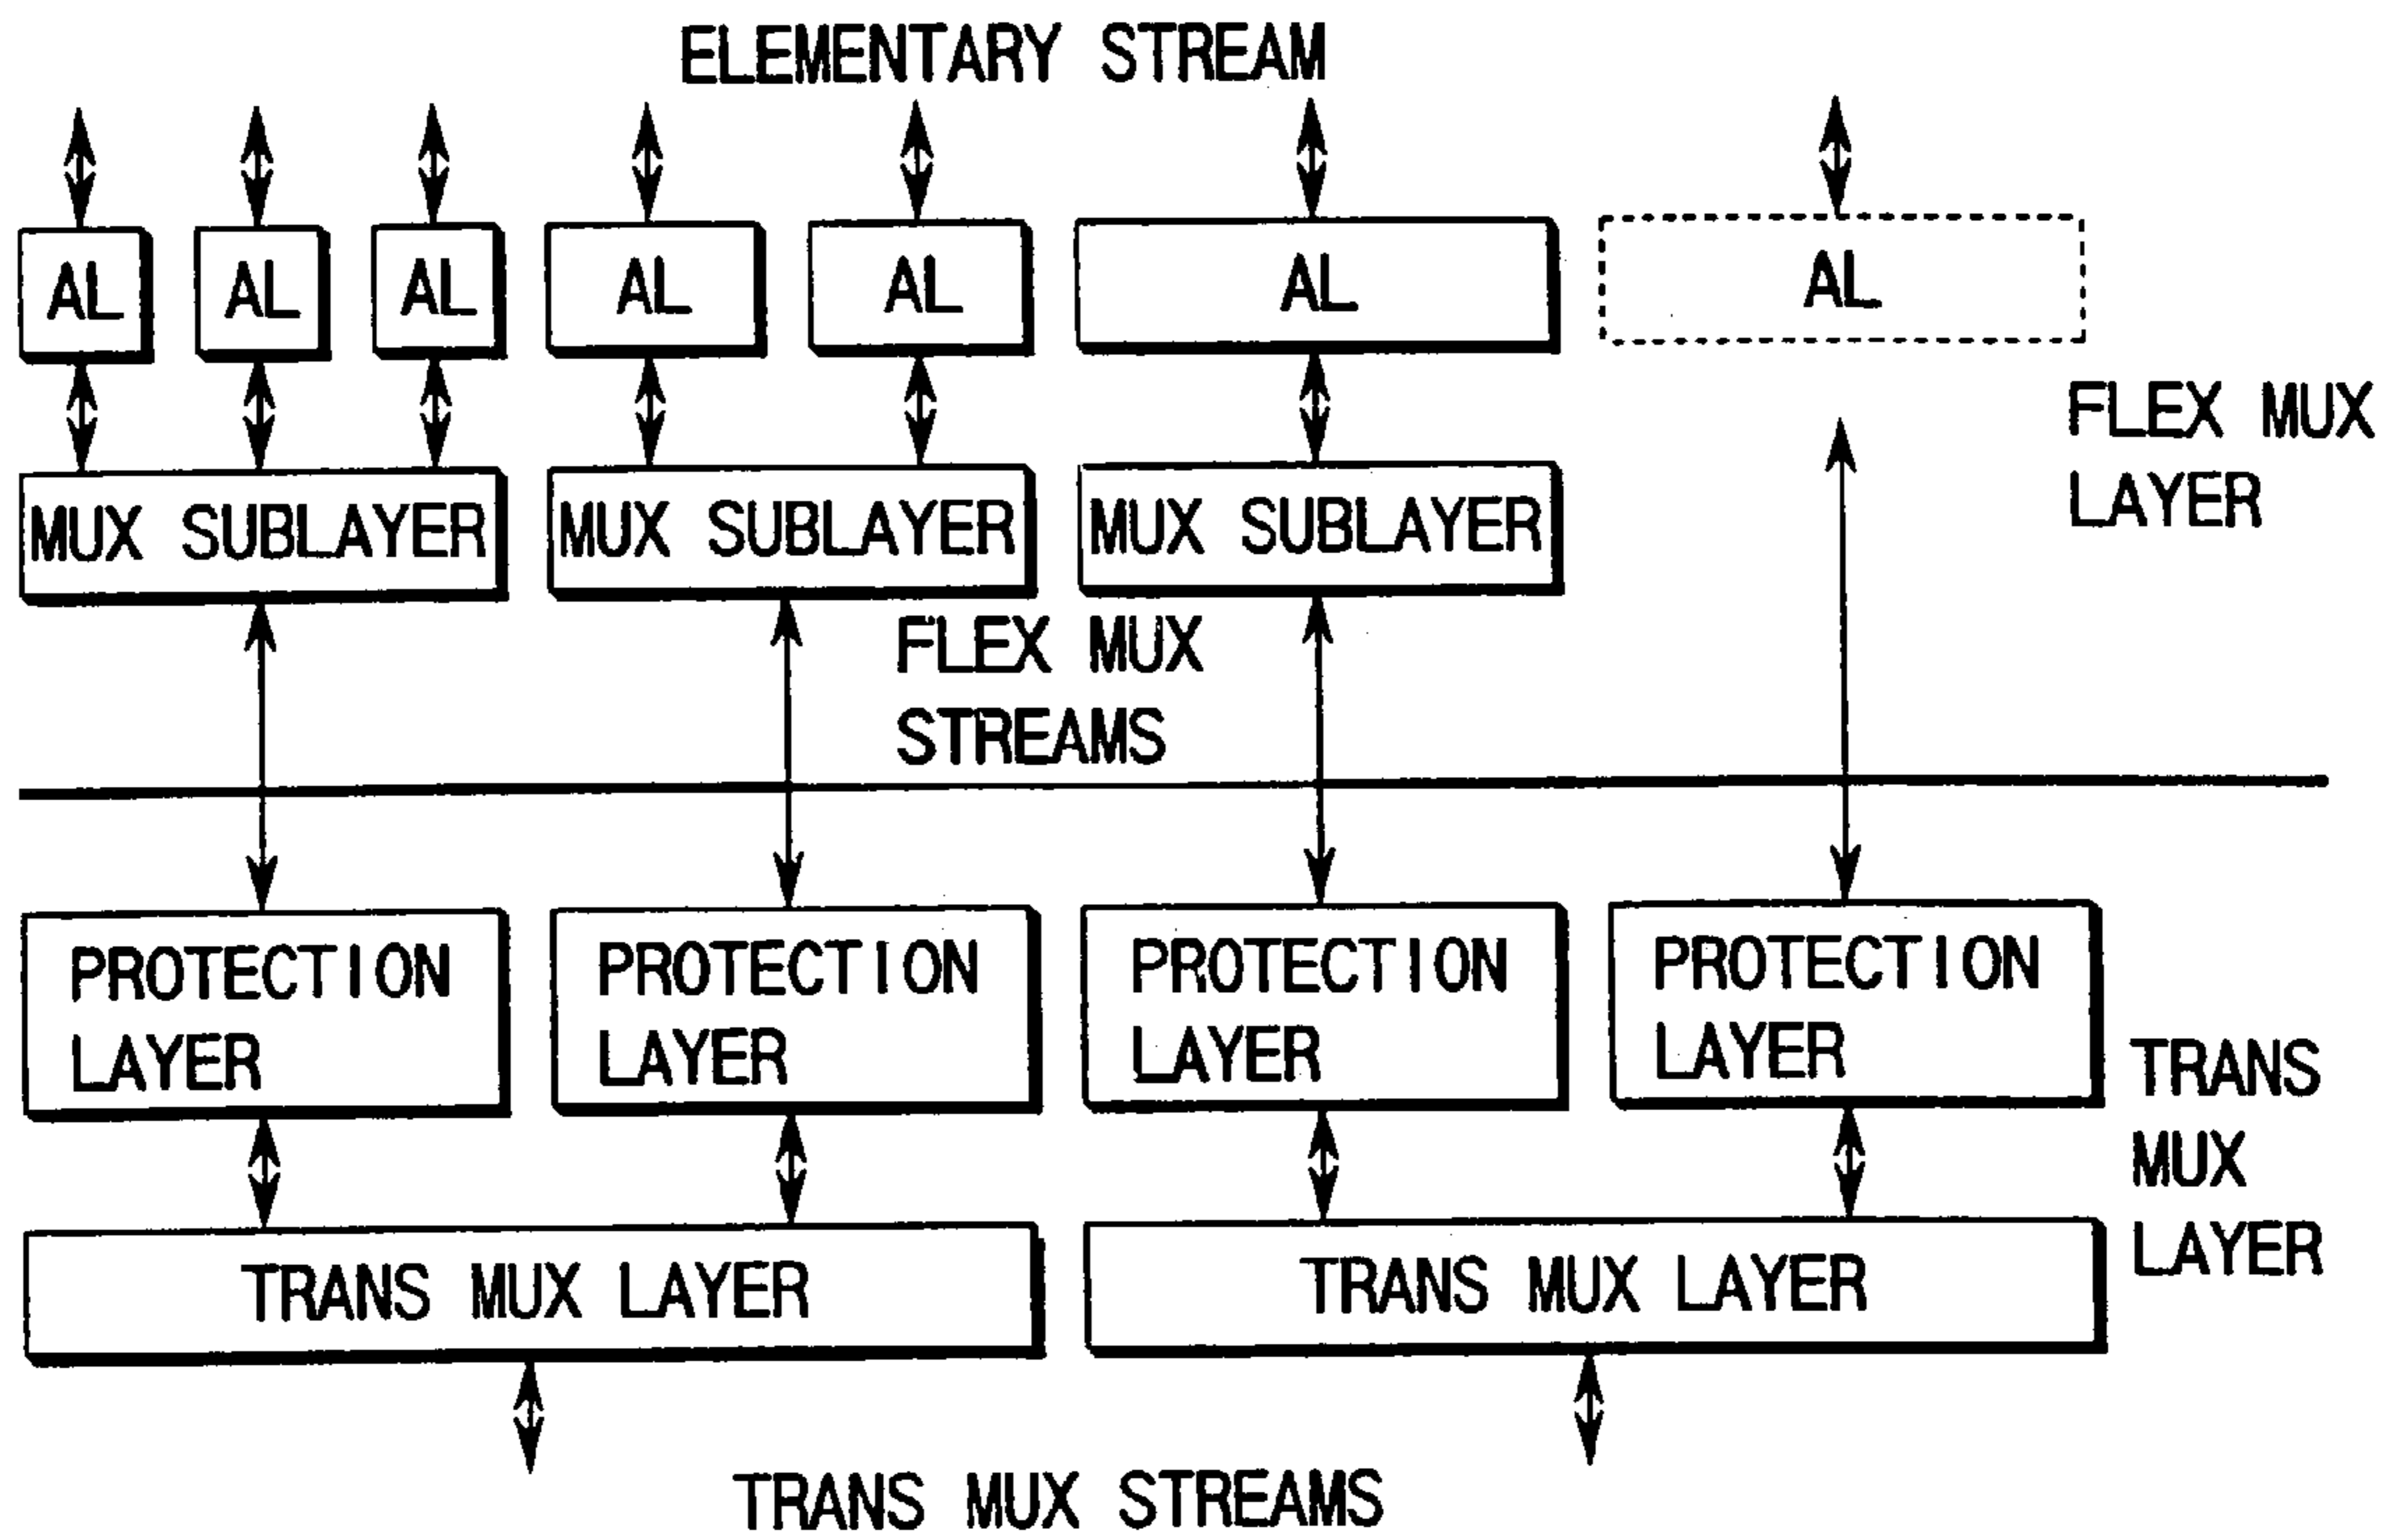 ELEMENTARY STREAM
AL
AL
AL
AL
AL
AL
AL
FLEX MUX
LAYER
MUX SUBLAYER
MUX SUBLAYER
MUX SUBLAYER
FLEX MUX
STREAMS
PROTECTION
LAYER
PROTECTION
LAYER
PROTECTION
LAYER
PROTECTION
LAYER
TRANS
MUX
LAYER
TRANS MUX LAYER
TRANS MUX LAYER
TRANS MUX STREAMS